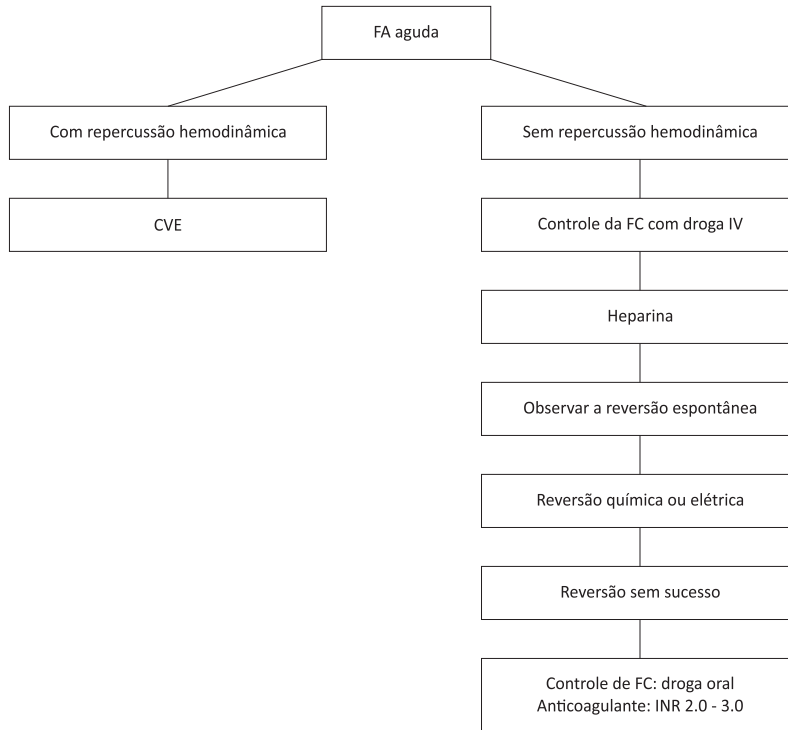 FA aguda
Com repercussão hemodinâmica
CVE
Sem repercussão hemodinâmica
Controle da FC com droga IV
Heparina
Observar a reversão espontânea
Reversão química ou elétrica
Reversão sem sucesso
Controle de FC: droga oral
Anticoagulante: INR 2.0 - 3.0